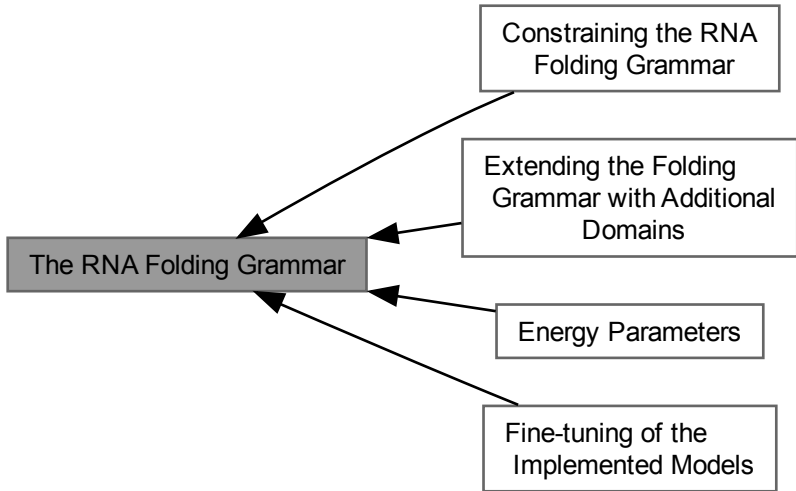 Constraining the RNA
Folding Grammar
Extending the Folding
Grammar with Additional
Domains
The RNA Folding Grammar
Energy Parameters
Fine-tuning of the
Implemented Models